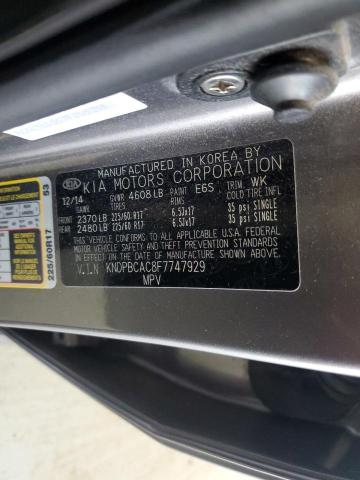 MANUFACTURED IN KOREA BY
KIA KIA MOTORS CORPORATION
12/14 GVWR 4608 LB PAINT E6S TRIM WK
GAWR TIRES RIMS COLD TIRE INFL
FRONT 2370 LB 225/60 R17 6.5Jx17 35 psi SINGLE
REAR 2480 LB 225/60 R17 6.5Jx17 35 psi SINGLE
THIS VEHICLE CONFORMS TO ALL APPLICABLE U.S.A. FEDERAL
MOTOR VEHICLE SAFETY STANDARDS IN EFFECT ON THE DATE
OF MANUFACTURE SHOWN ABOVE.
V.I.N KNDPBCAC8F7747929
MPV
225/60R17 53